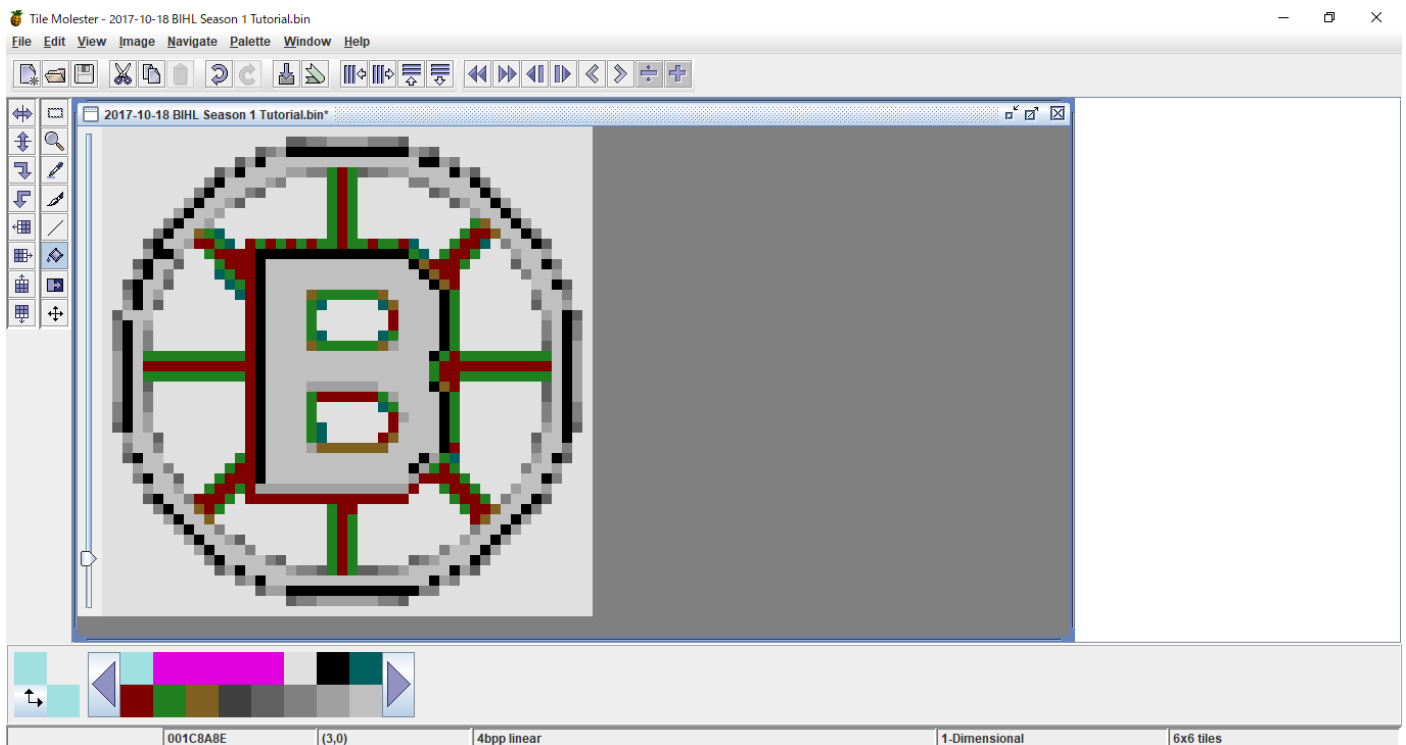 Tile Molester - 2017-10-18 BIHL Season 1 Tutorial.bin
File Edit View Image Navigate Palette Window Help
2017-10-18 BIHL Season 1 Tutorial.bin*
B
001C8A8E (3,0) 4bpp linear 1-Dimensional 6x6 tiles